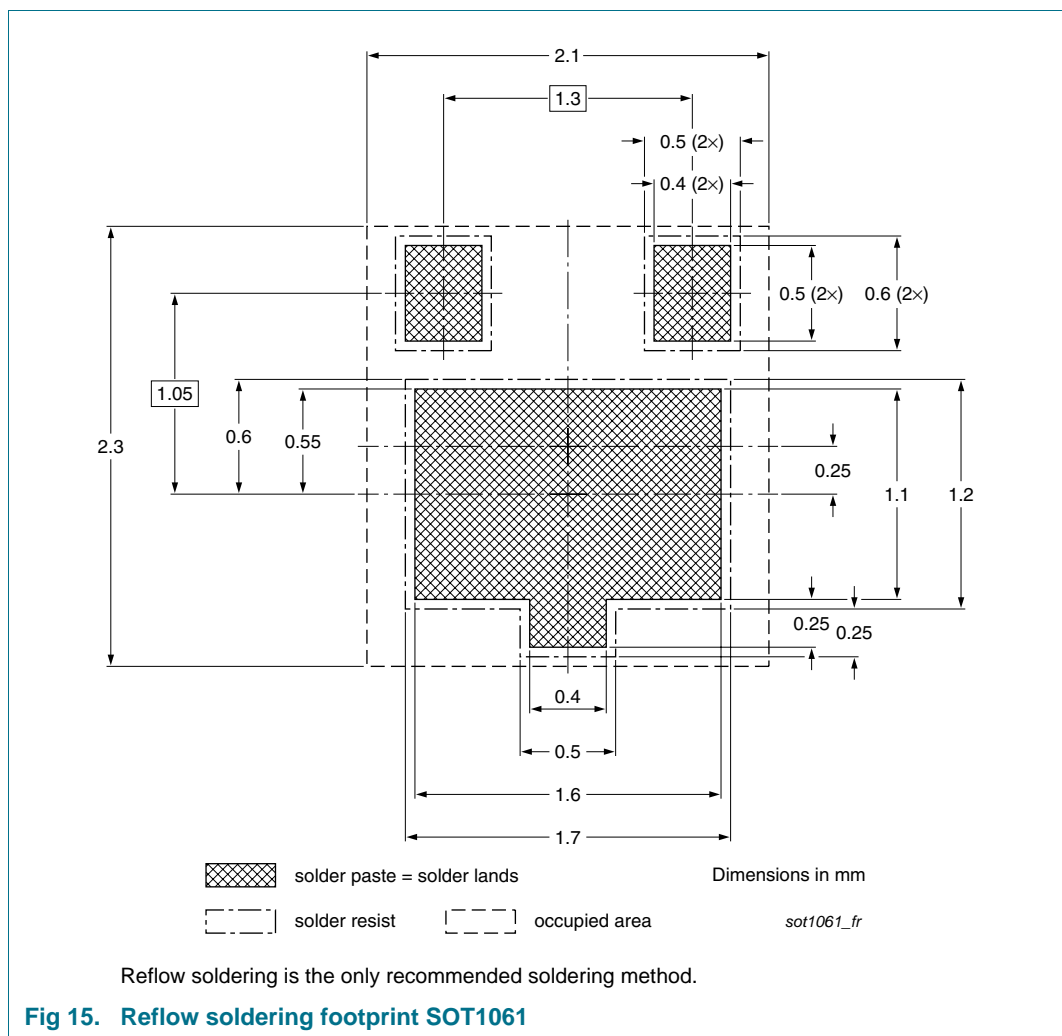 2.1
1.3
0.5 (2×)
0.4 (2×)
0.5 (2×) 0.6 (2×)
1.05
0.6 0.55
2.3
0.25
1.1 1.2
0.25 0.25
0.4
0.5
1.6
1.7
solder paste = solder lands Dimensions in mm
solder resist occupied area sot1061_fr
Reflow soldering is the only recommended soldering method.
Fig 15. Reflow soldering footprint SOT1061